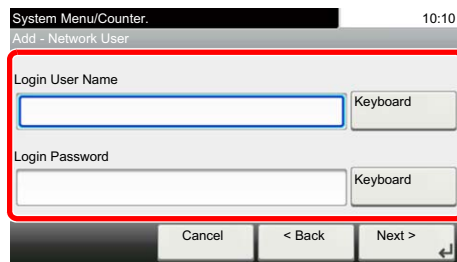 System Menu/Counter. 10:10
Add - Network User
Login User Name
Keyboard
Login Password
Keyboard
Cancel < Back Next >